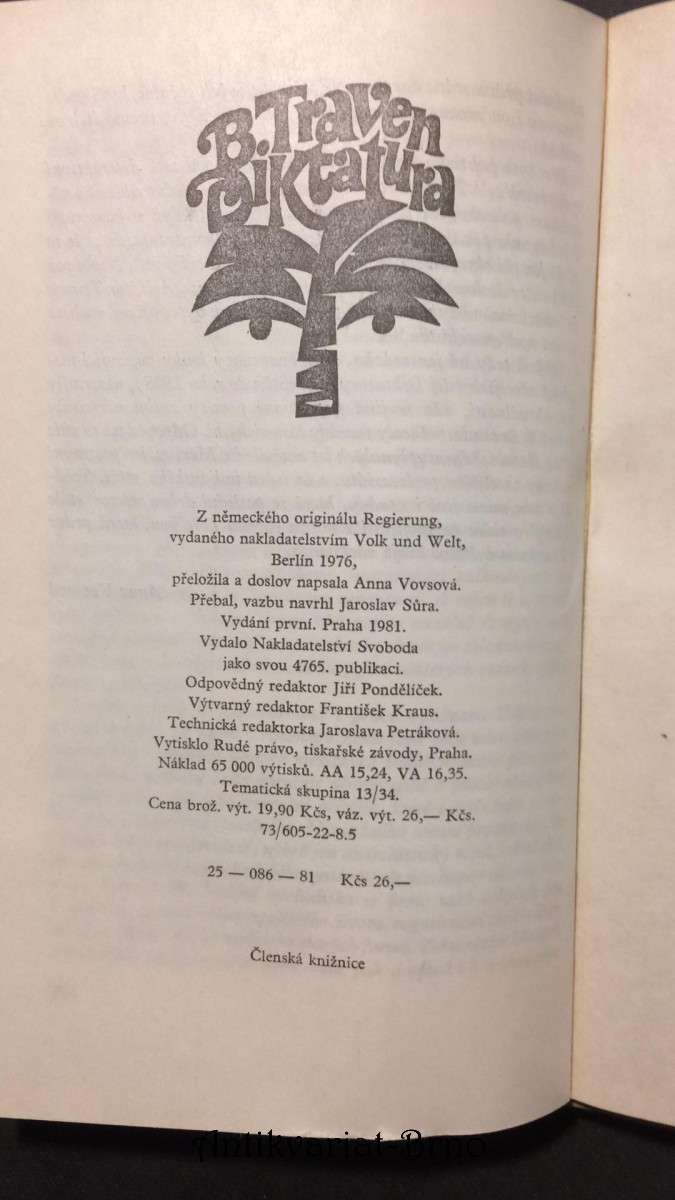 B. Traven
Diktatura
Z německého originálu Regierung,
vydaného nakladatelstvím Volk und Welt,
Berlín 1976,
přeložila a doslov napsala Anna Vovsová.
Přebal, vazbu navrhl Jaroslav Sůra.
Vydání první. Praha 1981.
Vydalo Nakladatelství Svoboda
jako svou 4765. publikaci.
Odpovědný redaktor Jiří Pondělíček.
Výtvarný redaktor František Kraus.
Technická redaktorka Jaroslava Petráková.
Vytisklo Rudé právo, tiskařské závody, Praha.
Náklad 65 000 výtisků. AA 15,24, VA 16,35.
Tematická skupina 13/34.
Cena brož. výt. 19,90 Kčs, váz. výt. 26,— Kčs.
73/605-22-8.5
25 — 086 — 81 Kčs 26,—
Členská knižnice
Antikvariat-Brno